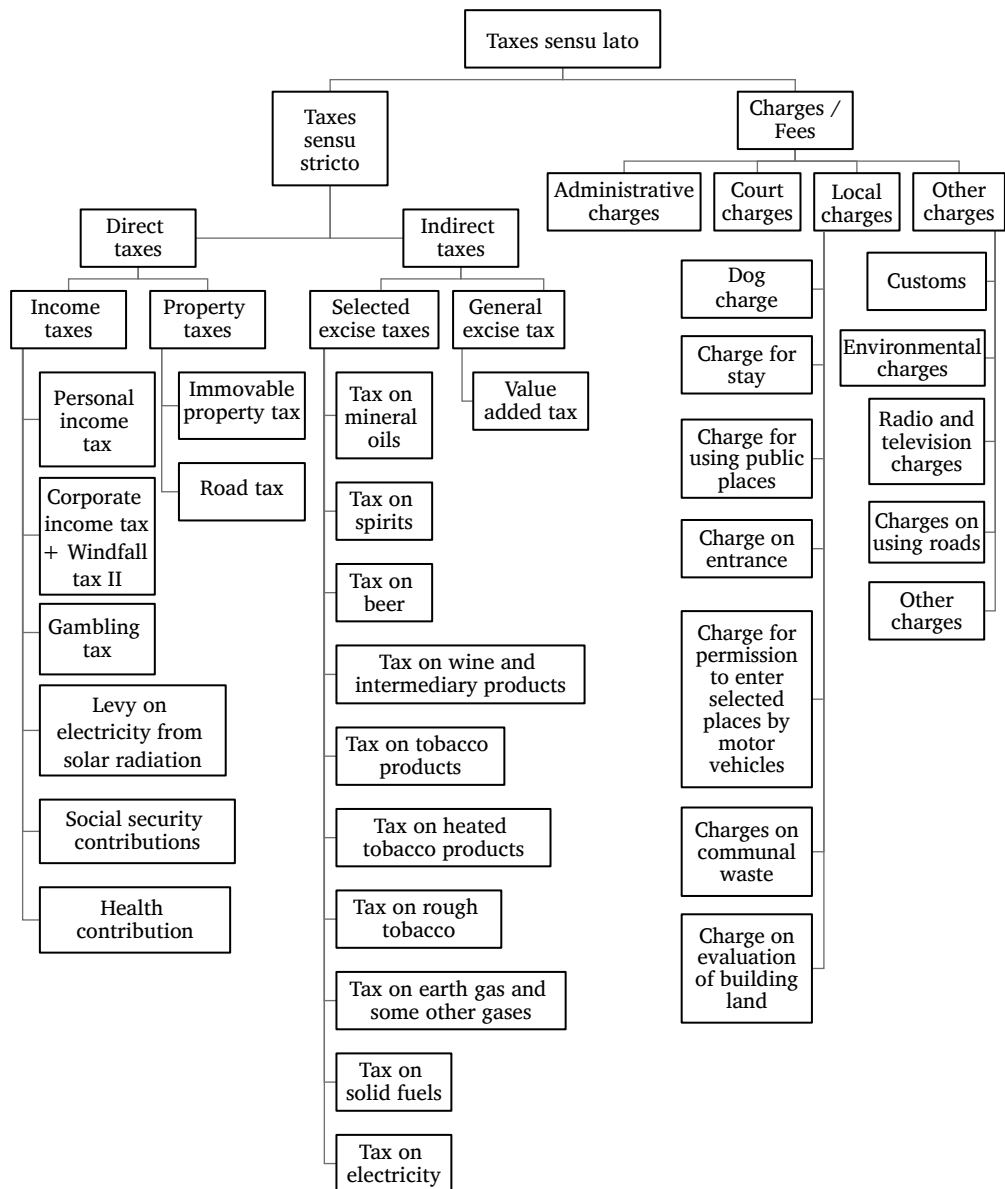 Taxes sensu lato
Taxes
sensu
stricto
Charges /
Fees
Administrative
charges
Court
charges
Local
charges
Other
charges
Direct
taxes
Indirect
taxes
Income
taxes
Property
taxes
Selected
excise taxes
General
excise tax
Personal
income
tax
Corporate
income tax
+ Windfall
tax II
Gambling
tax
Levy on
electricity from
solar radiation
Social security
contributions
Health
contribution
Immovable
property tax
Road tax
Tax on
mineral
oils
Tax on
spirits
Tax on
beer
Tax on wine and
intermediary products
Tax on tobacco
products
Tax on heated
tobacco products
Tax on rough
tobacco
Tax on earth gas and
some other gases
Tax on
solid fuels
Tax on
electricity
Value
added tax
Dog
charge
Charge for
stay
Charge for
using public
places
Charge on
entrance
Charge for
permission
to enter
selected
places by
motor
vehicles
Charges on
communal
waste
Charge on
evaluation
of building
land
Customs
Environmental
charges
Radio and
television
charges
Charges on
using roads
Other
charges